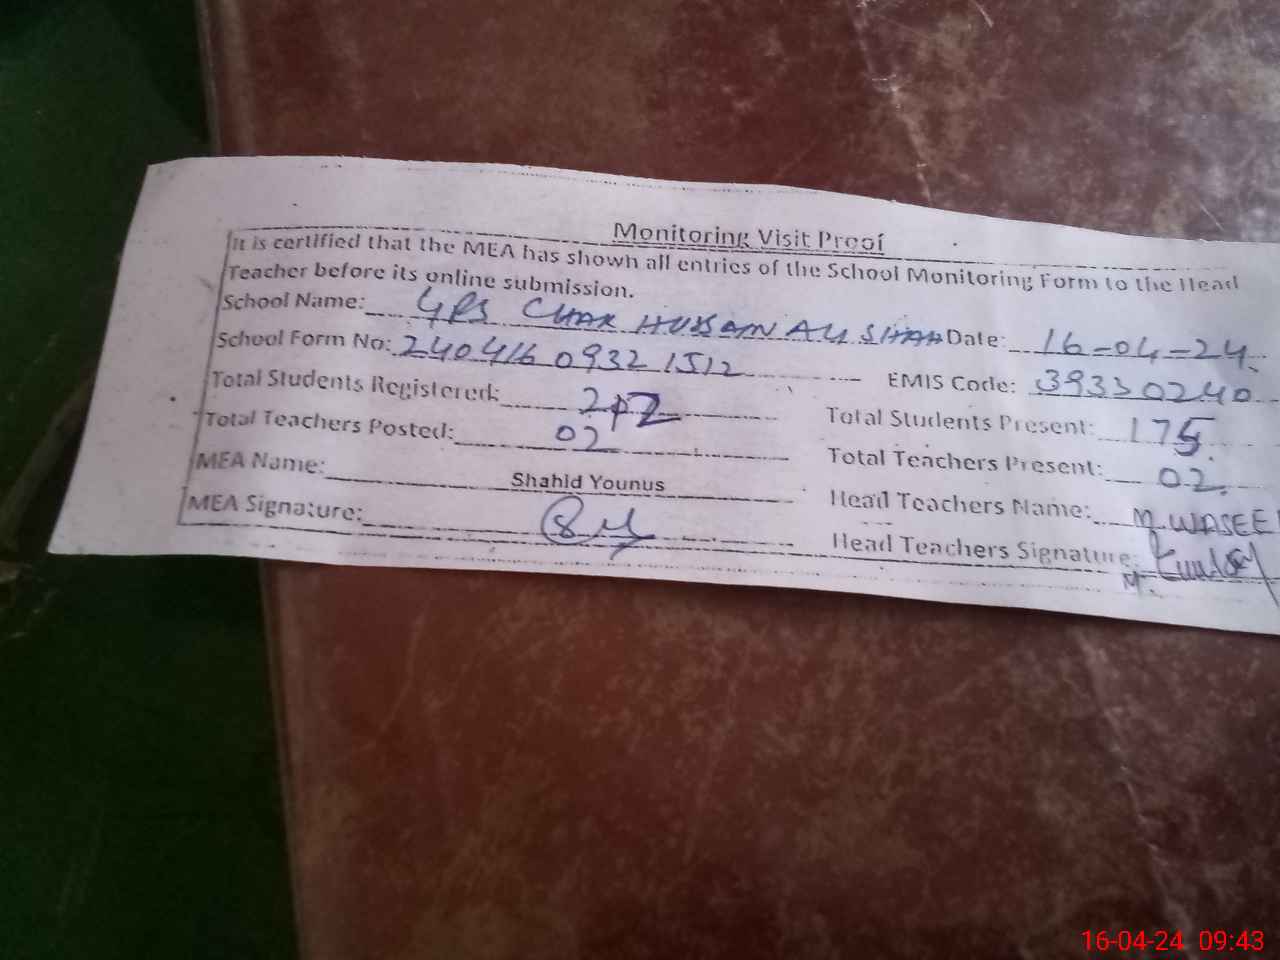 Monitoring Visit Proof
It is certified that the MEA has shown all entries of the School Monitoring Form to the Head
Teacher before its online submission.
School Name: GPS CHAK HUSSAIN ALI SHAH Date: 16-04-24.
School Form No: 240416 0932 1512 EMIS Code: 39330240
Total Students Registered: Total Students Present: 175.
Total Teachers Posted: 02 Total Teachers Present: 02.
MEA Name: Shahid Younus Head Teachers Name: M.WASEE
MEA Signature: Head Teachers Signature:
M.
16-04-24 09:43